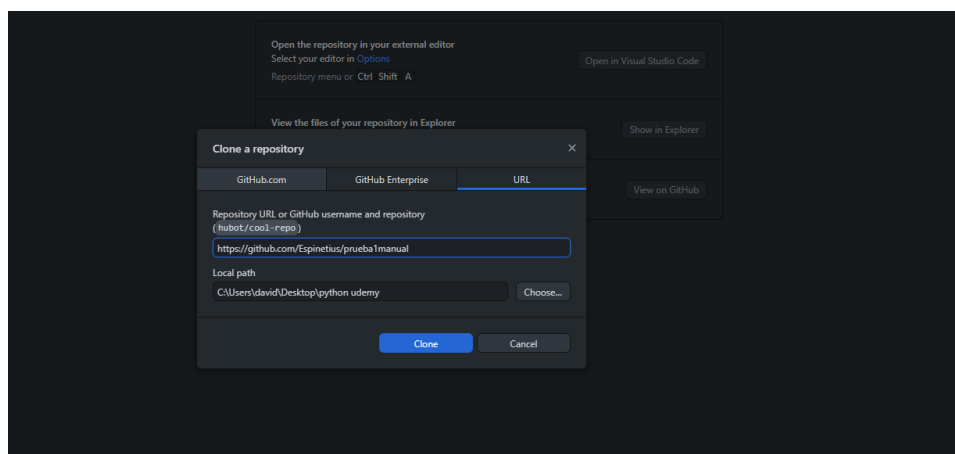 Open the repository in your external editor
Select your editor in Options
Repository menu or Ctrl Shift A
Open in Visual Studio Code
View the files of your repository in Explorer
Show in Explorer
View on GitHub
Clone a repository
GitHub.com
GitHub Enterprise
URL
Repository URL or GitHub username and repository
(hubot/cool-repo)
https://github.com/Espinetius/prueba1manual
Local path
C:\Users\david\Desktop\python udemy
Choose...
Clone
Cancel